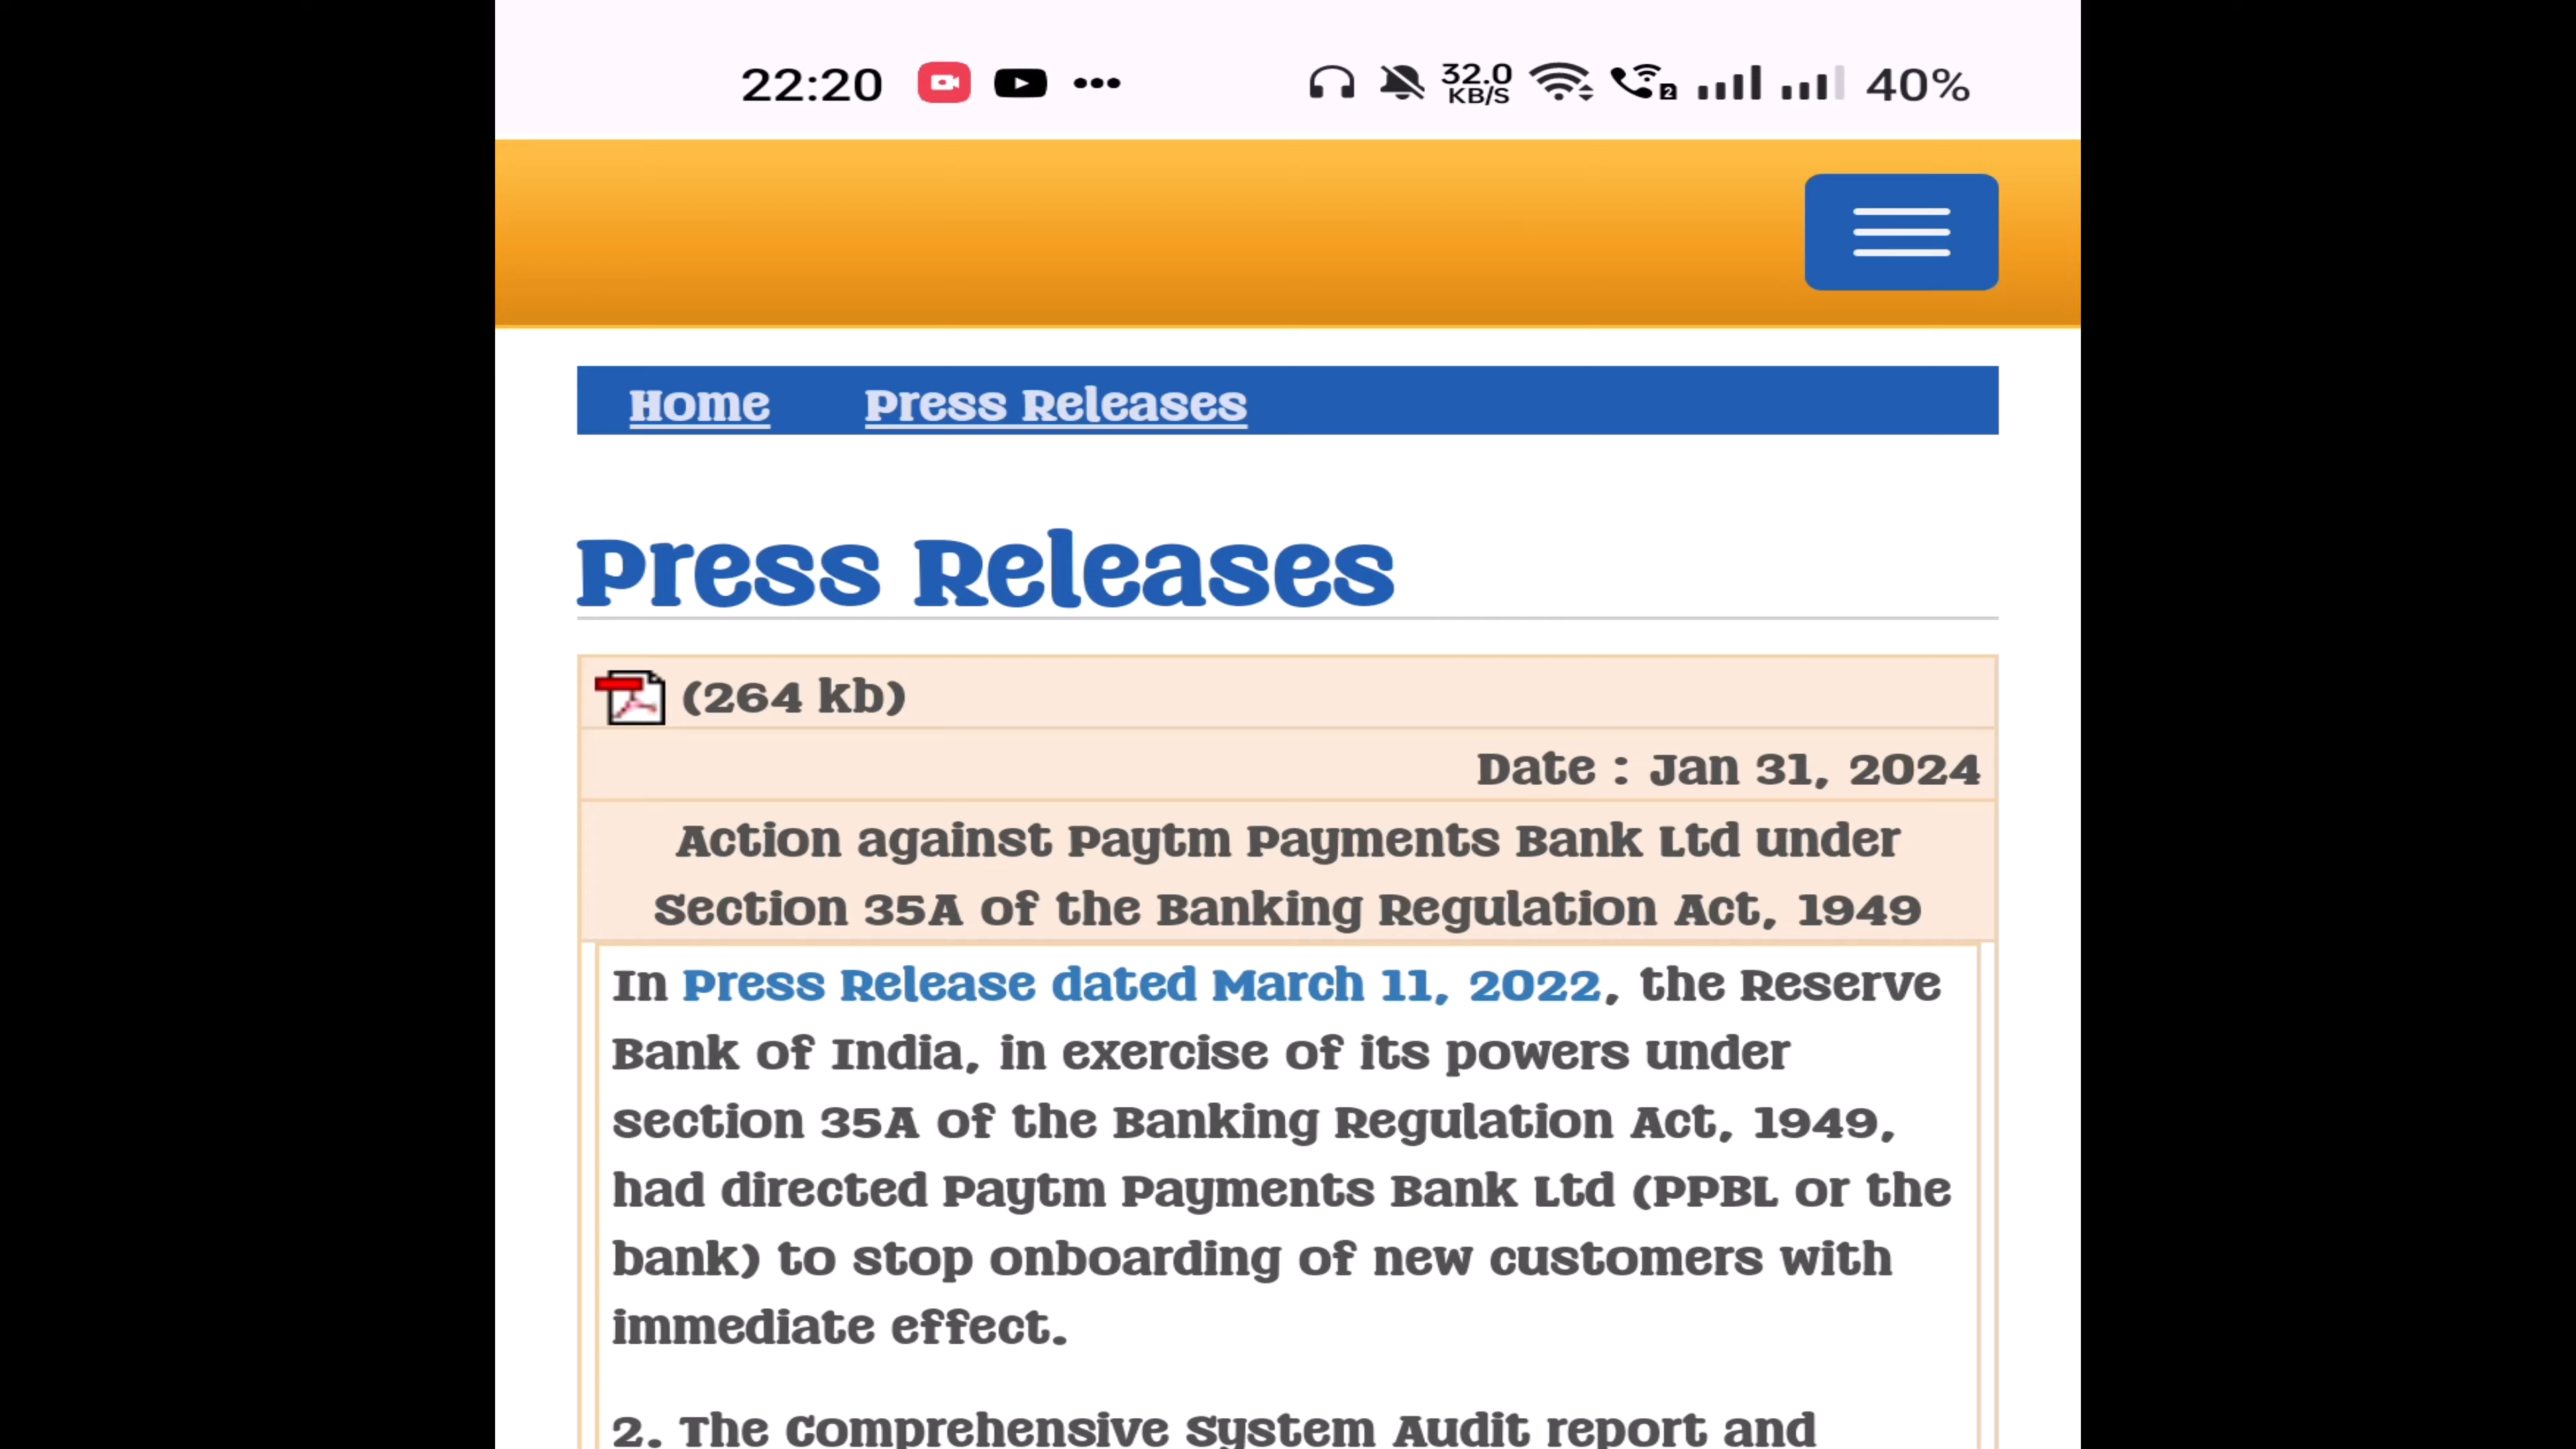 22:20 32.0 KB/S 2 40%
Home Press Releases
Press Releases
(264 kb)
Date : Jan 31, 2024
Action against Paytm Payments Bank Ltd under
Section 35A of the Banking Regulation Act, 1949
In Press Release dated March 11, 2022, the Reserve
Bank of India, in exercise of its powers under
section 35A of the Banking Regulation Act, 1949,
had directed Paytm Payments Bank Ltd (PPBL or the
bank) to stop onboarding of new customers with
immediate effect.
2. The Comprehensive System Audit report and